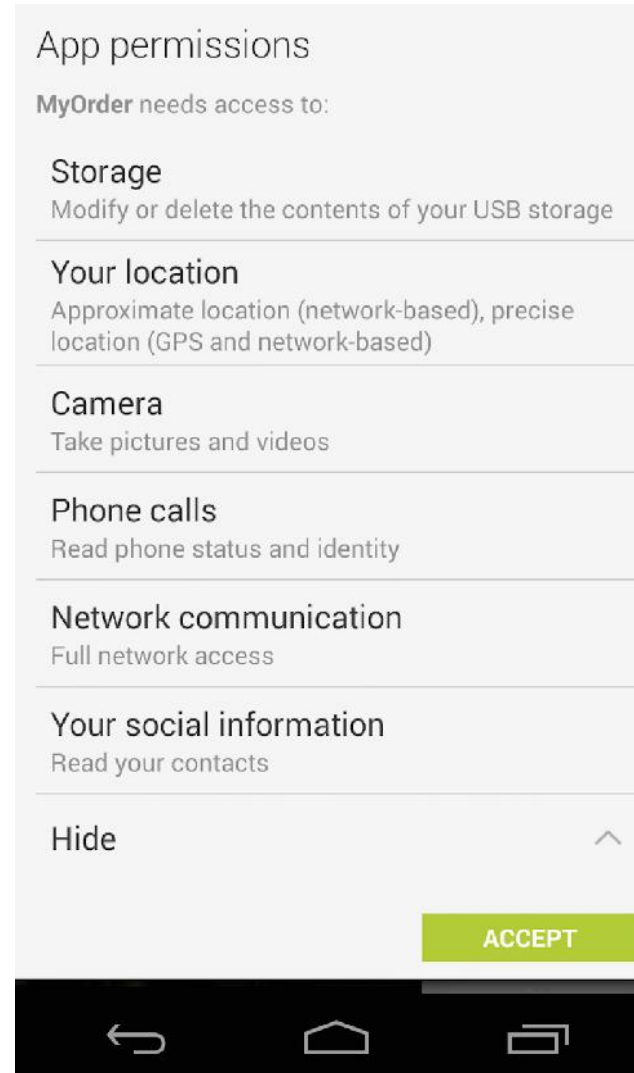 App permissions
MyOrder needs access to:
Storage
Modify or delete the contents of your USB storage
Your location
Approximate location (network-based), precise
location (GPS and network-based)
Camera
Take pictures and videos
Phone calls
Read phone status and identity
Network communication
Full network access
Your social information
Read your contacts
Hide
ACCEPT